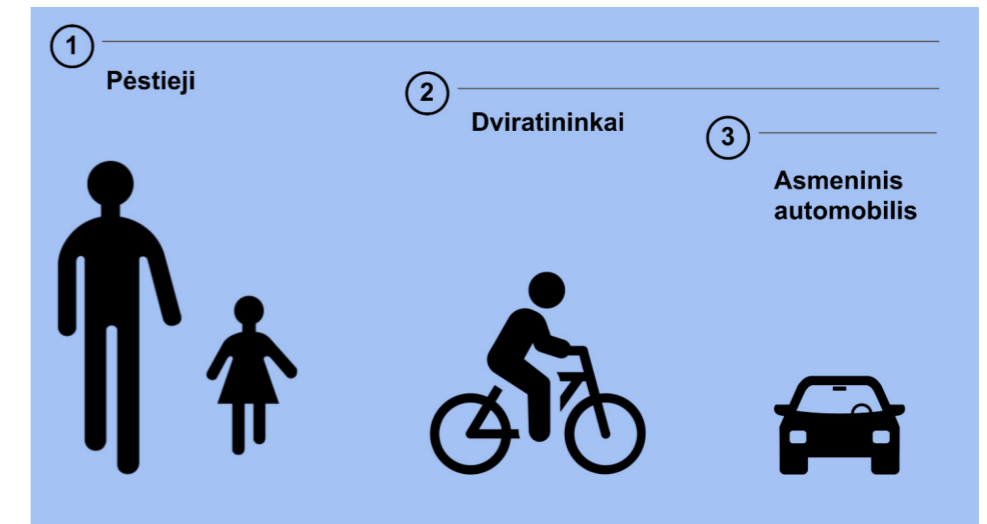 1
Pėstieji
2
Dviratininkai
3
Asmeninis
automobilis